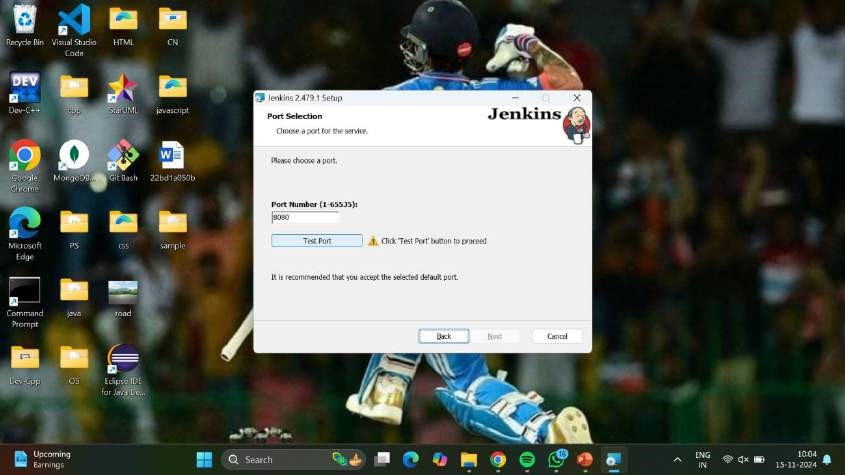 Recycle Bin
Visual Studio
Code
HTML
CN
DEV
Dev-C++
cpp
StarUML
javascript
Google
Chrome
MongoDB...
Git Bash
22bd1a050b
Microsoft
Edge
PS
css
sample
Command
Prompt
java
road
Dev-Cpp
OS
Eclipse IDE
for Java De...
Jenkins 2.479.1 Setup
Port Selection
Choose a port for the service.
Jenkins
Please choose a port.
Port Number (1-65535):
8080
Test Port
Click 'Test Port' button to proceed
It is recommended that you accept the selected default port.
Back
Next
Cancel
Upcoming
Earnings
Search
16
ENG
IN
10:04
15-11-2024